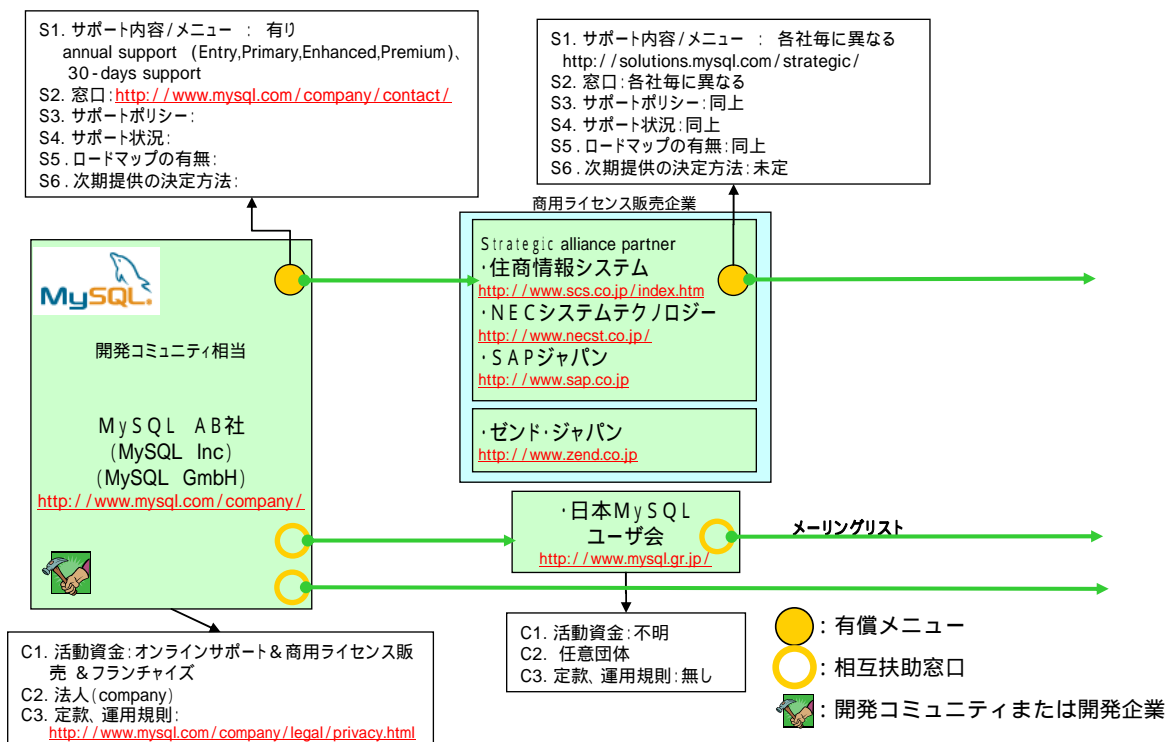 S1. サポート内容/メニュー ： 有り
annual support (Entry,Primary,Enhanced,Premium)、
30-days support
S2. 窓口:http://www.mysql.com/company/contact/
S3. サポートポリシー:
S4. サポート状況:
S5.ロードマップの有無:
S6.次期提供の決定方法:
S1. サポート内容/メニュー ： 各社毎に異なる
http://solutions.mysql.com/strategic/
S2. 窓口:各社毎に異なる
S3. サポートポリシー:同上
S4. サポート状況:同上
S5.ロードマップの有無:同上
S6.次期提供の決定方法:未定
商用ライセンス販売企業
MySQL.
開発コミュニティ相当
MySQL AB社
(MySQL Inc)
(MySQL GmbH)
http://www.mysql.com/company/
Strategic alliance partner
・住商情報システム
http://www.scs.co.jp/index.htm
・NECシステムテクノロジー
http://www.necst.co.jp/
・SAPジャパン
http://www.sap.co.jp
・ゼンド・ジャパン
http://www.zend.co.jp
・日本MySQL
ユーザ会
http://www.mysql.gr.jp/
メーリングリスト
C1. 活動資金:オンラインサポート&商用ライセンス販
売 &フランチャイズ
C2. 法人(company)
C3. 定款、運用規則:
http://www.mysql.com/company/legal/privacy.html
C1. 活動資金:不明
C2. 任意団体
C3. 定款、運用規則:無し
: 有償メニュー
: 相互扶助窓口
: 開発コミュニティまたは開発企業